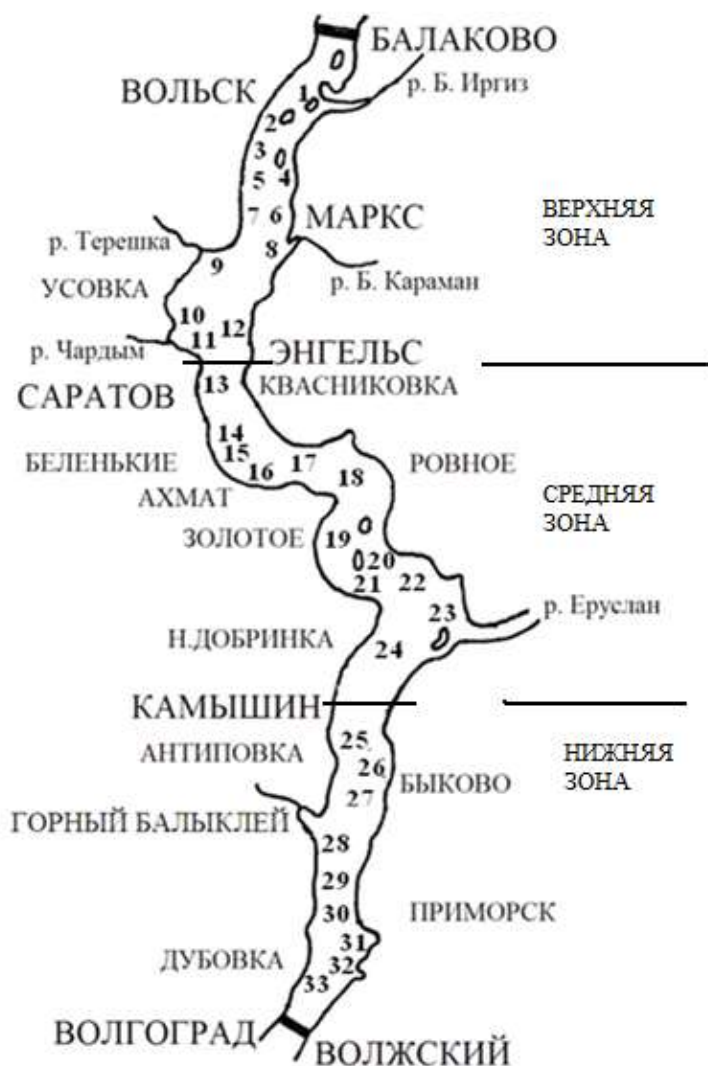 БАЛАКОВО
р. Б. Иргиз
ВОЛЬСК
1
2
3
4
5
6
7
МАРКС
ВЕРХНЯЯ
ЗОНА
р. Терешка
8
9
УСОВКА
р. Б. Караман
10
11
12
р. Чардым
ЭНГЕЛЬС
13
КВАСНИКОВКА
САРАТОВ
14
15
16
17
БЕЛЕНЬКИЕ
РОВНОЕ
18
АХМАТ
СРЕДНЯЯ
ЗОНА
ЗОЛОТОЕ
19
20
21
22
23
р. Еруслан
Н.ДОБРИНКА
24
КАМЫШИН
25
АНТИПОВКА
НИЖНЯЯ
ЗОНА
26
БЫКОВО
27
ГОРНЫЙ БАЛЫКЛЕЙ
28
29
30
ПРИМОРСК
31
ДУБОВКА
32
33
ВОЛГОГРАД
ВОЛЖСКИЙ